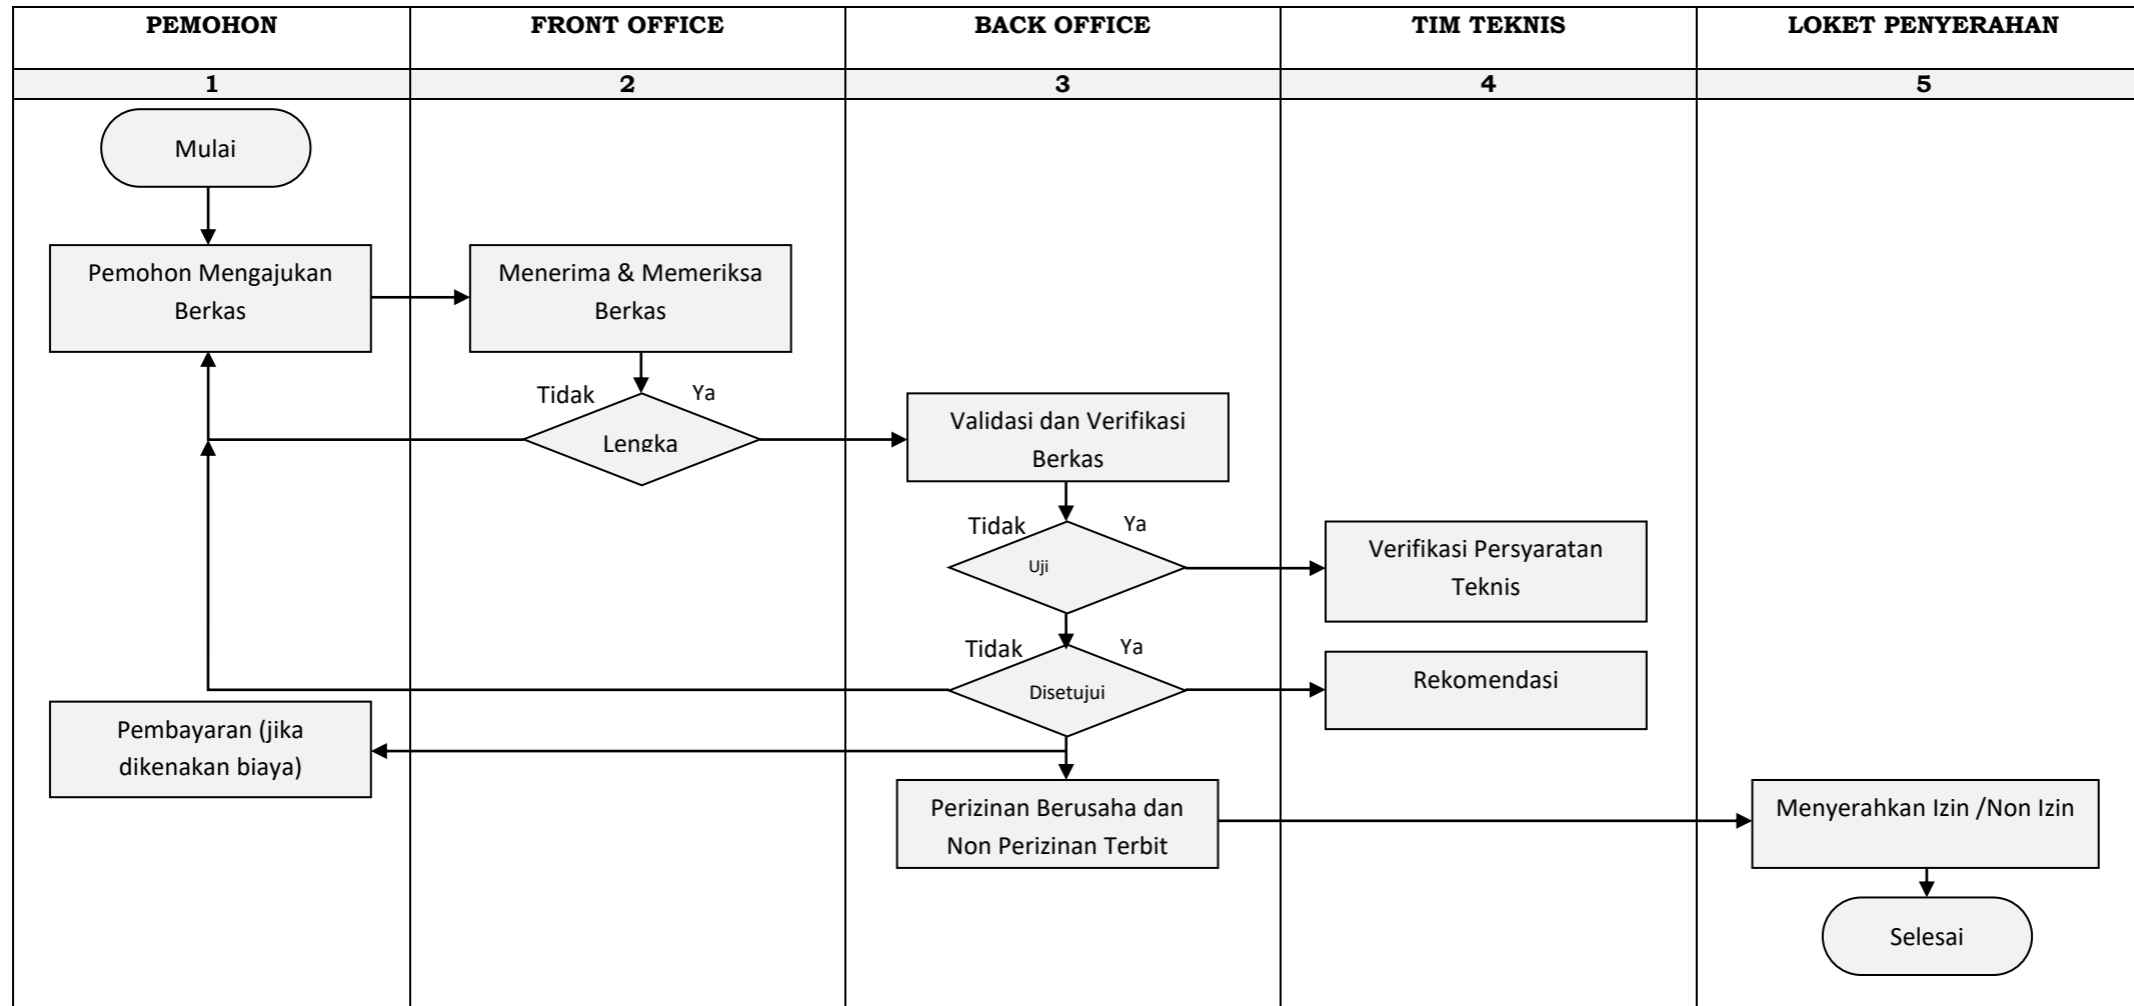 PEMOHON
FRONT OFFICE
BACK OFFICE
TIM TEKNIS
LOKET PENYERAHAN
1
2
3
4
5
Mulai
Pemohon Mengajukan
Berkas
Menerima & Memeriksa
Berkas
Tidak
Ya
Lengka
Validasi dan Verifikasi
Berkas
Tidak
Ya
Uji
Verifikasi Persyaratan
Teknis
Tidak
Ya
Disetujui
Rekomendasi
Pembayaran (jika
dikenakan biaya)
Perizinan Berusaha dan
Non Perizinan Terbit
Menyerahkan Izin /Non Izin
Selesai